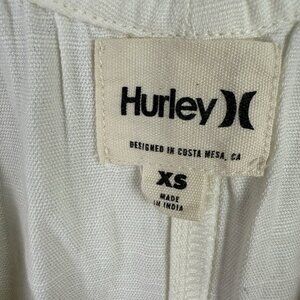 Hurley
DESIGNED IN COSTA MESA, CA
XS
MADE
IN INDIA